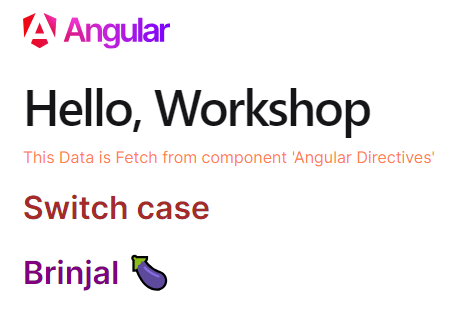 Angular
Hello, Workshop
This Data is Fetch from component 'Angular Directives'
Switch case
Brinjal 🍆